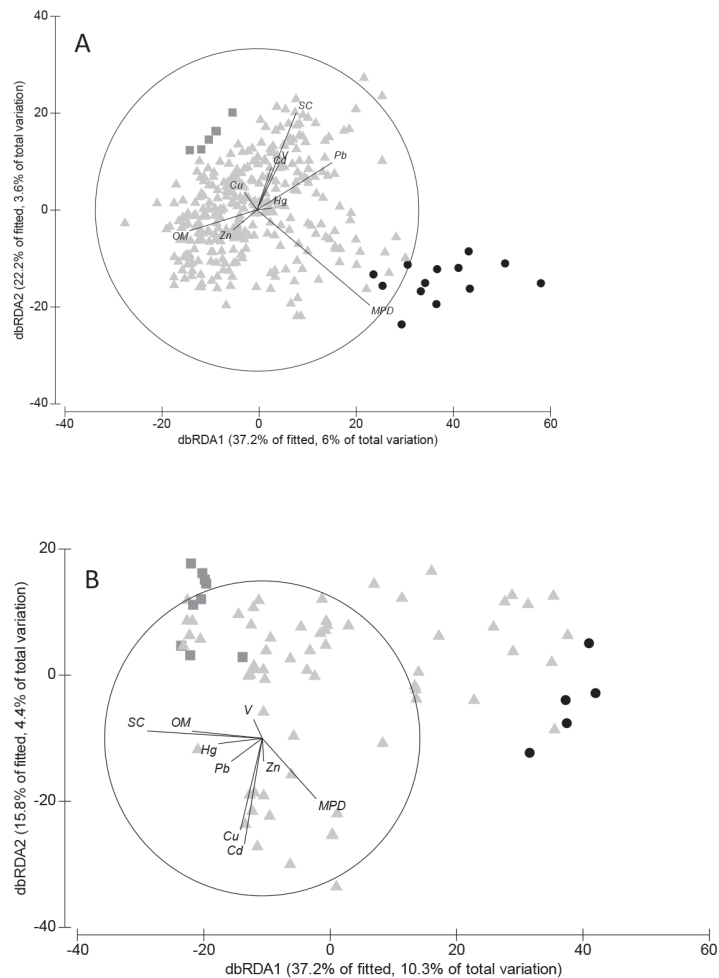 A
40
20
0
-20
-40
dbRDA2 (22.2% of fitted, 3.6% of total variation)
SC
V
Cd
Pb
Cu
Hg
OM
Zn
MPD
-40
-20
0
20
40
60
dbRDA1 (37.2% of fitted, 6% of total variation)
B
20
0
-20
-40
dbRDA2 (15.8% of fitted, 4.4% of total variation)
V
SC
OM
Hg
Pb
Zn
MPD
Cu
Cd
-40
-20
0
20
40
60
dbRDA1 (37.2% of fitted, 10.3% of total variation)